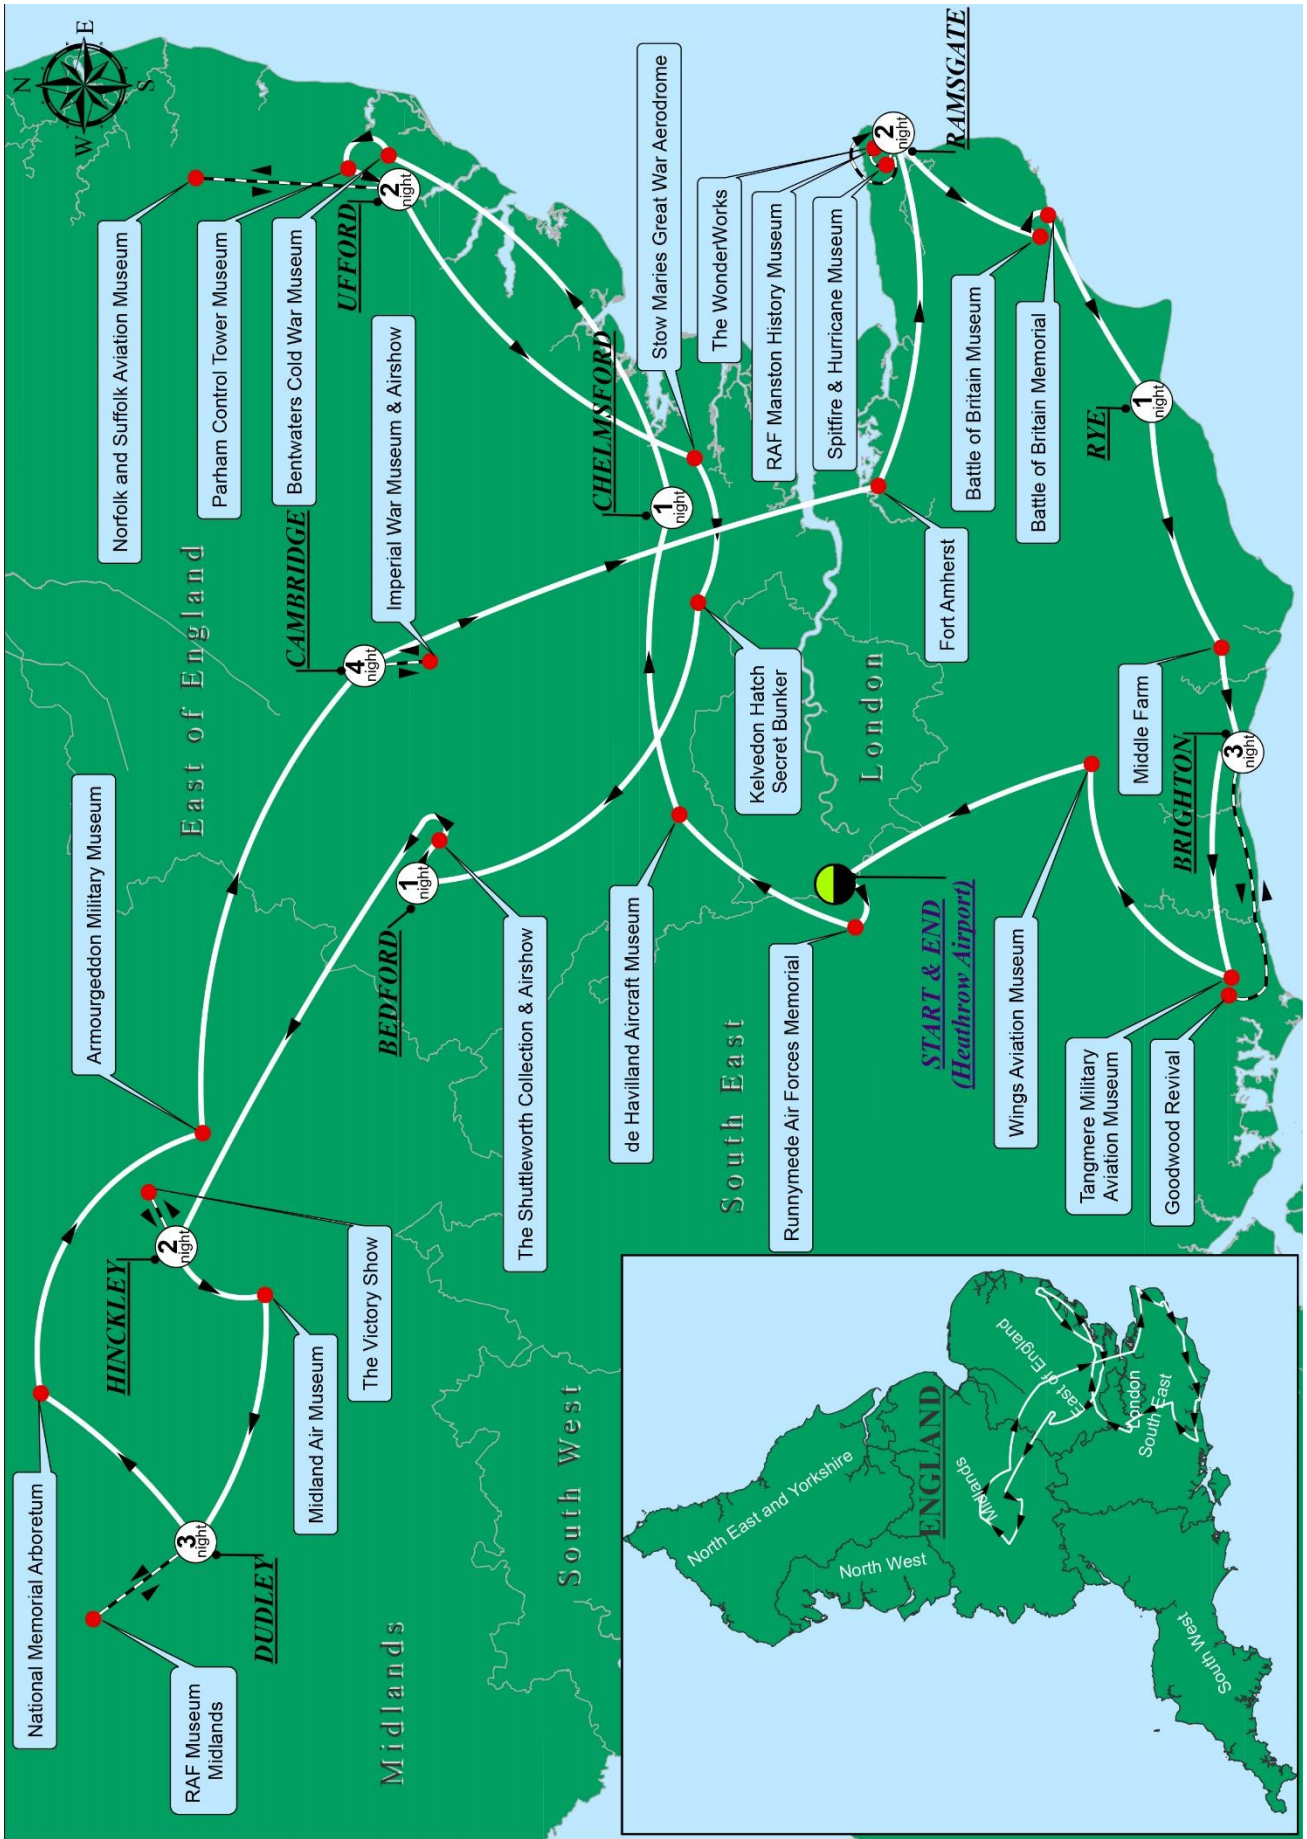 N
E
S
W
National Memorial Arboretum
RAF Museum
Midlands
3
night
DUDLEY
HINCKLEY
2
night
The Victory Show
Midland Air Museum
Armourgeddon Military Museum
East of England
Norfolk and Suffolk Aviation Museum
Parham Control Tower Museum
Bentwaters Cold War Museum
2
night
UFFORD
CAMBRIDGE
4
night
Imperial War Museum & Airshow
BEDFORD
1
night
The Shuttleworth Collection & Airshow
CHELMSFORD
1
night
Midlands
South West
South East
London
Stow Maries Great War Aerodrome
The WonderWorks
RAF Manston History Museum
Spitfire & Hurricane Museum
2
night
RAMSGATE
de Havilland Aircraft Museum
Kelvedon Hatch
Secret Bunker
Runnymede Air Forces Memorial
START & END
(Heathrow Airport)
Fort Amherst
Battle of Britain Museum
Battle of Britain Memorial
RYE
1
night
Wings Aviation Museum
Middle Farm
BRIGHTON
3
night
Tangmere Military
Aviation Museum
Goodwood Revival
ENGLAND
North East and Yorkshire
North West
Midlands
East of England
London
South East
South West